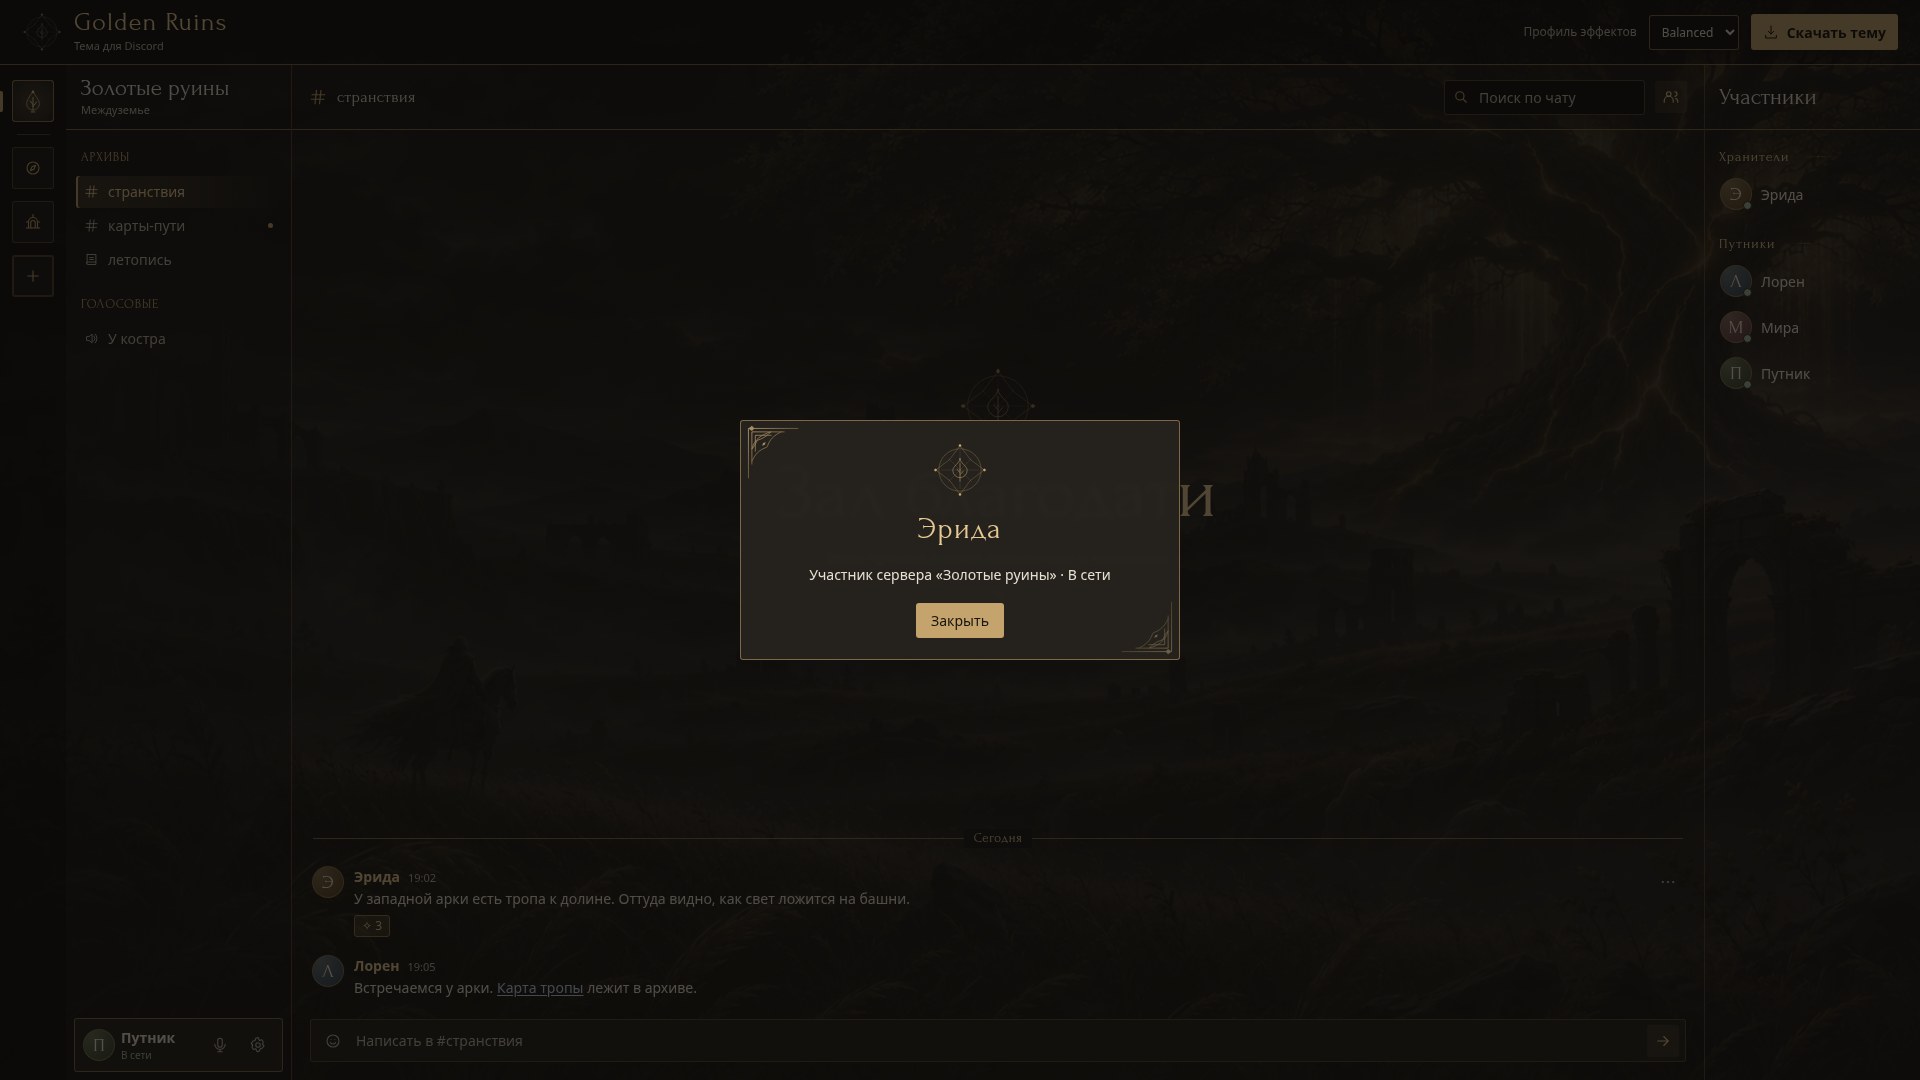 Golden Ruins
Тема для Discord
Профиль эффектов
Balanced
Скачать тему
Золотые руины
Междуземье
# странствия
Поиск по чату
Участники
АРХИВЫ
# странствия
# карты-пути
летопись
ГОЛОСОВЫЕ
У костра
Хранители
Э Эрида
Путники
Л Лорен
М Мира
П Путник
Зал благодати
Эрида
Участник сервера «Золотые руины» · В сети
Закрыть
Сегодня
Э Эрида 19:02
У западной арки есть тропа к долине. Оттуда видно, как свет ложится на башни.
✧ 3
Л Лорен 19:05
Встречаемся у арки. Карта тропы лежит в архиве.
П Путник
В сети
Написать в #странствия